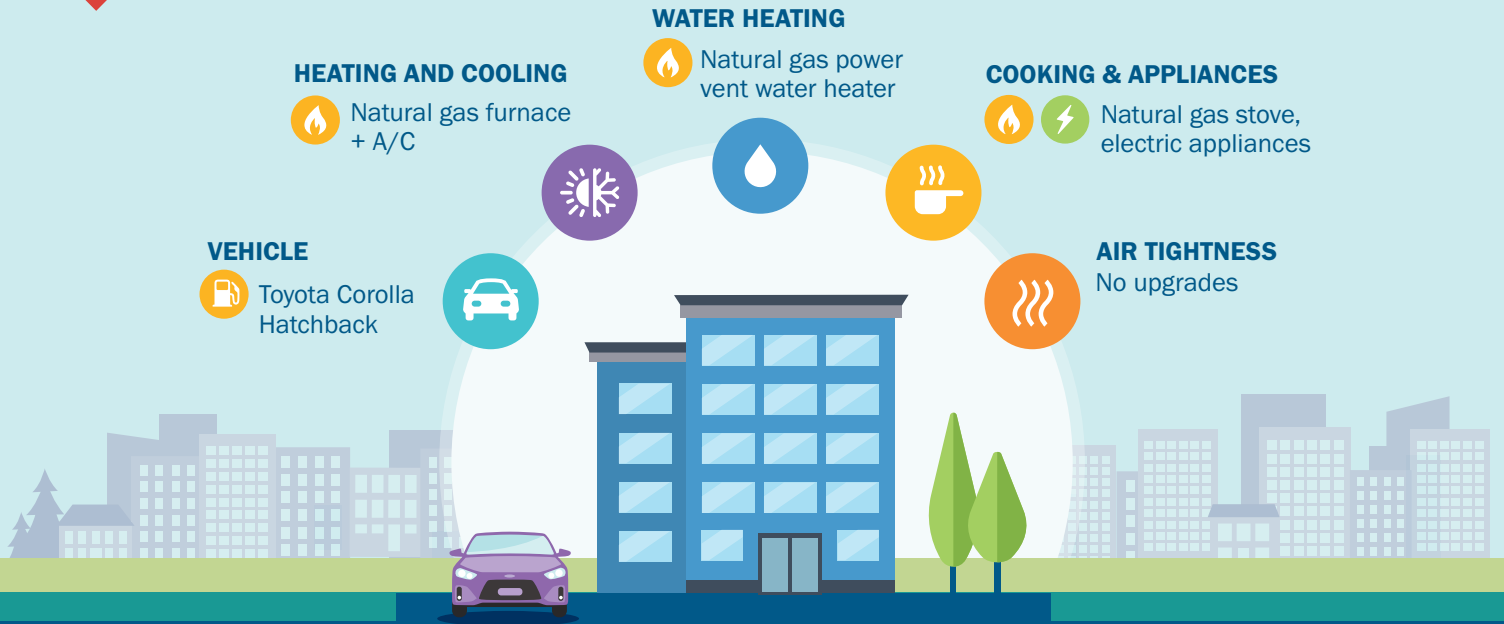 WATER HEATING
Natural gas power
vent water heater
HEATING AND COOLING
Natural gas furnace
+ A/C
COOKING & APPLIANCES
Natural gas stove,
electric appliances
VEHICLE
Toyota Corolla
Hatchback
AIR TIGHTNESS
No upgrades